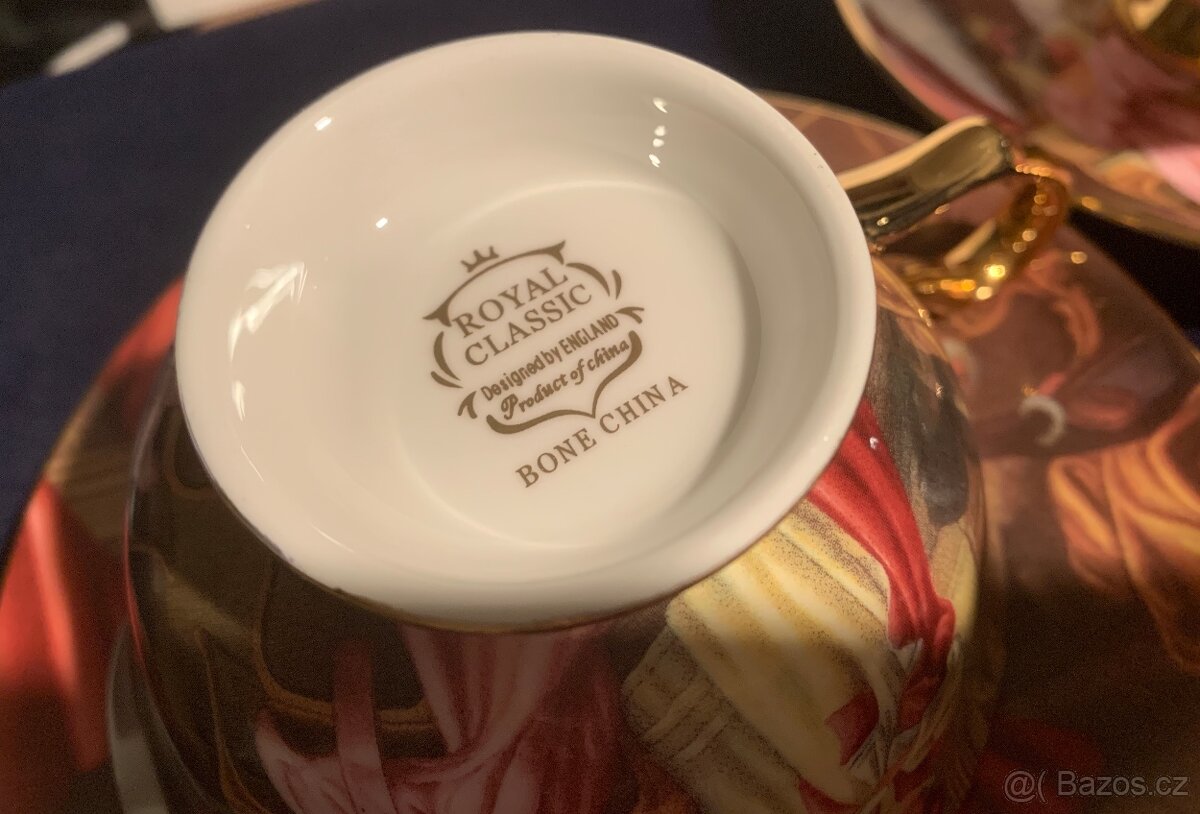 ROYAL
CLASSIC
Designed by ENGLAND
Product of china
BONE CHINA
@( Bazos.cz